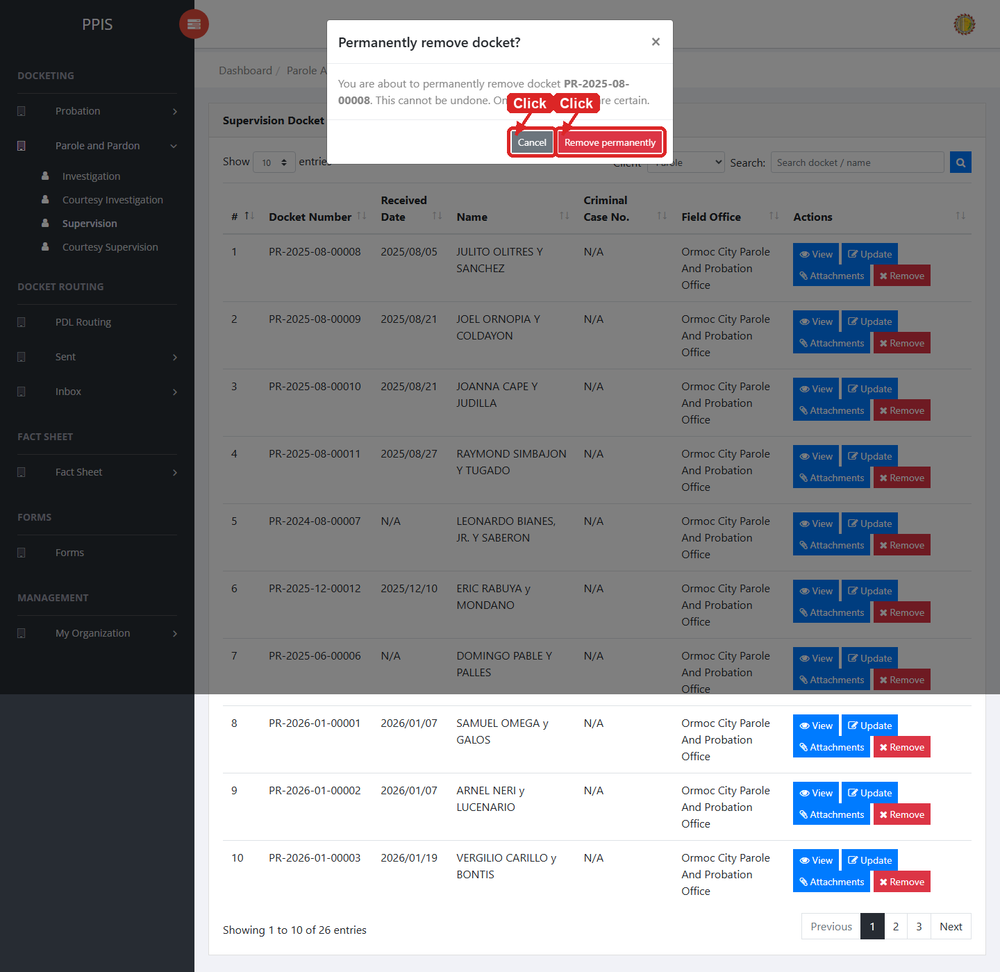 PPIS
DOCKETING
Probation
Parole and Pardon
Investigation
Courtesy Investigation
Supervision
Courtesy Supervision
DOCKET ROUTING
PDL Routing
Sent
Inbox
FACT SHEET
Fact Sheet
FORMS
Forms
MANAGEMENT
My Organization
Dashboard / Parole A
Permanently remove docket? ×
You are about to permanently remove docket PR-2025-08-
00008. This cannot be undone. On re certain.
Click Click
Cancel Remove permanently
Supervision Docket
Show 10 entries Client Parole Search: Search docket / name
# Docket Number Received Date Name Criminal Case No. Field Office Actions
1 PR-2025-08-00008 2025/08/05 JULITO OLITRES Y N/A Ormoc City Parole View Update
SANCHEZ And Probation Attachments Remove
Office
2 PR-2025-08-00009 2025/08/21 JOEL ORNOPIA Y N/A Ormoc City Parole View Update
COLDAYON And Probation Attachments Remove
Office
3 PR-2025-08-00010 2025/08/21 JOANNA CAPE Y N/A Ormoc City Parole View Update
JUDILLA And Probation Attachments Remove
Office
4 PR-2025-08-00011 2025/08/27 RAYMOND SIMBAJON N/A Ormoc City Parole View Update
Y TUGADO And Probation Attachments Remove
Office
5 PR-2024-08-00007 N/A LEONARDO BIANES, N/A Ormoc City Parole View Update
JR. Y SABERON And Probation Attachments Remove
Office
6 PR-2025-12-00012 2025/12/10 ERIC RABUYA y N/A Ormoc City Parole View Update
MONDANO And Probation Attachments Remove
Office
7 PR-2025-06-00006 N/A DOMINGO PABLE Y N/A Ormoc City Parole View Update
PALLES And Probation Attachments Remove
Office
8 PR-2026-01-00001 2026/01/07 SAMUEL OMEGA y N/A Ormoc City Parole View Update
GALOS And Probation Attachments Remove
Office
9 PR-2026-01-00002 2026/01/07 ARNEL NERI y N/A Ormoc City Parole View Update
LUCENARIO And Probation Attachments Remove
Office
10 PR-2026-01-00003 2026/01/19 VERGILIO CARILLO y N/A Ormoc City Parole View Update
BONTIS And Probation Attachments Remove
Office
Showing 1 to 10 of 26 entries Previous 1 2 3 Next